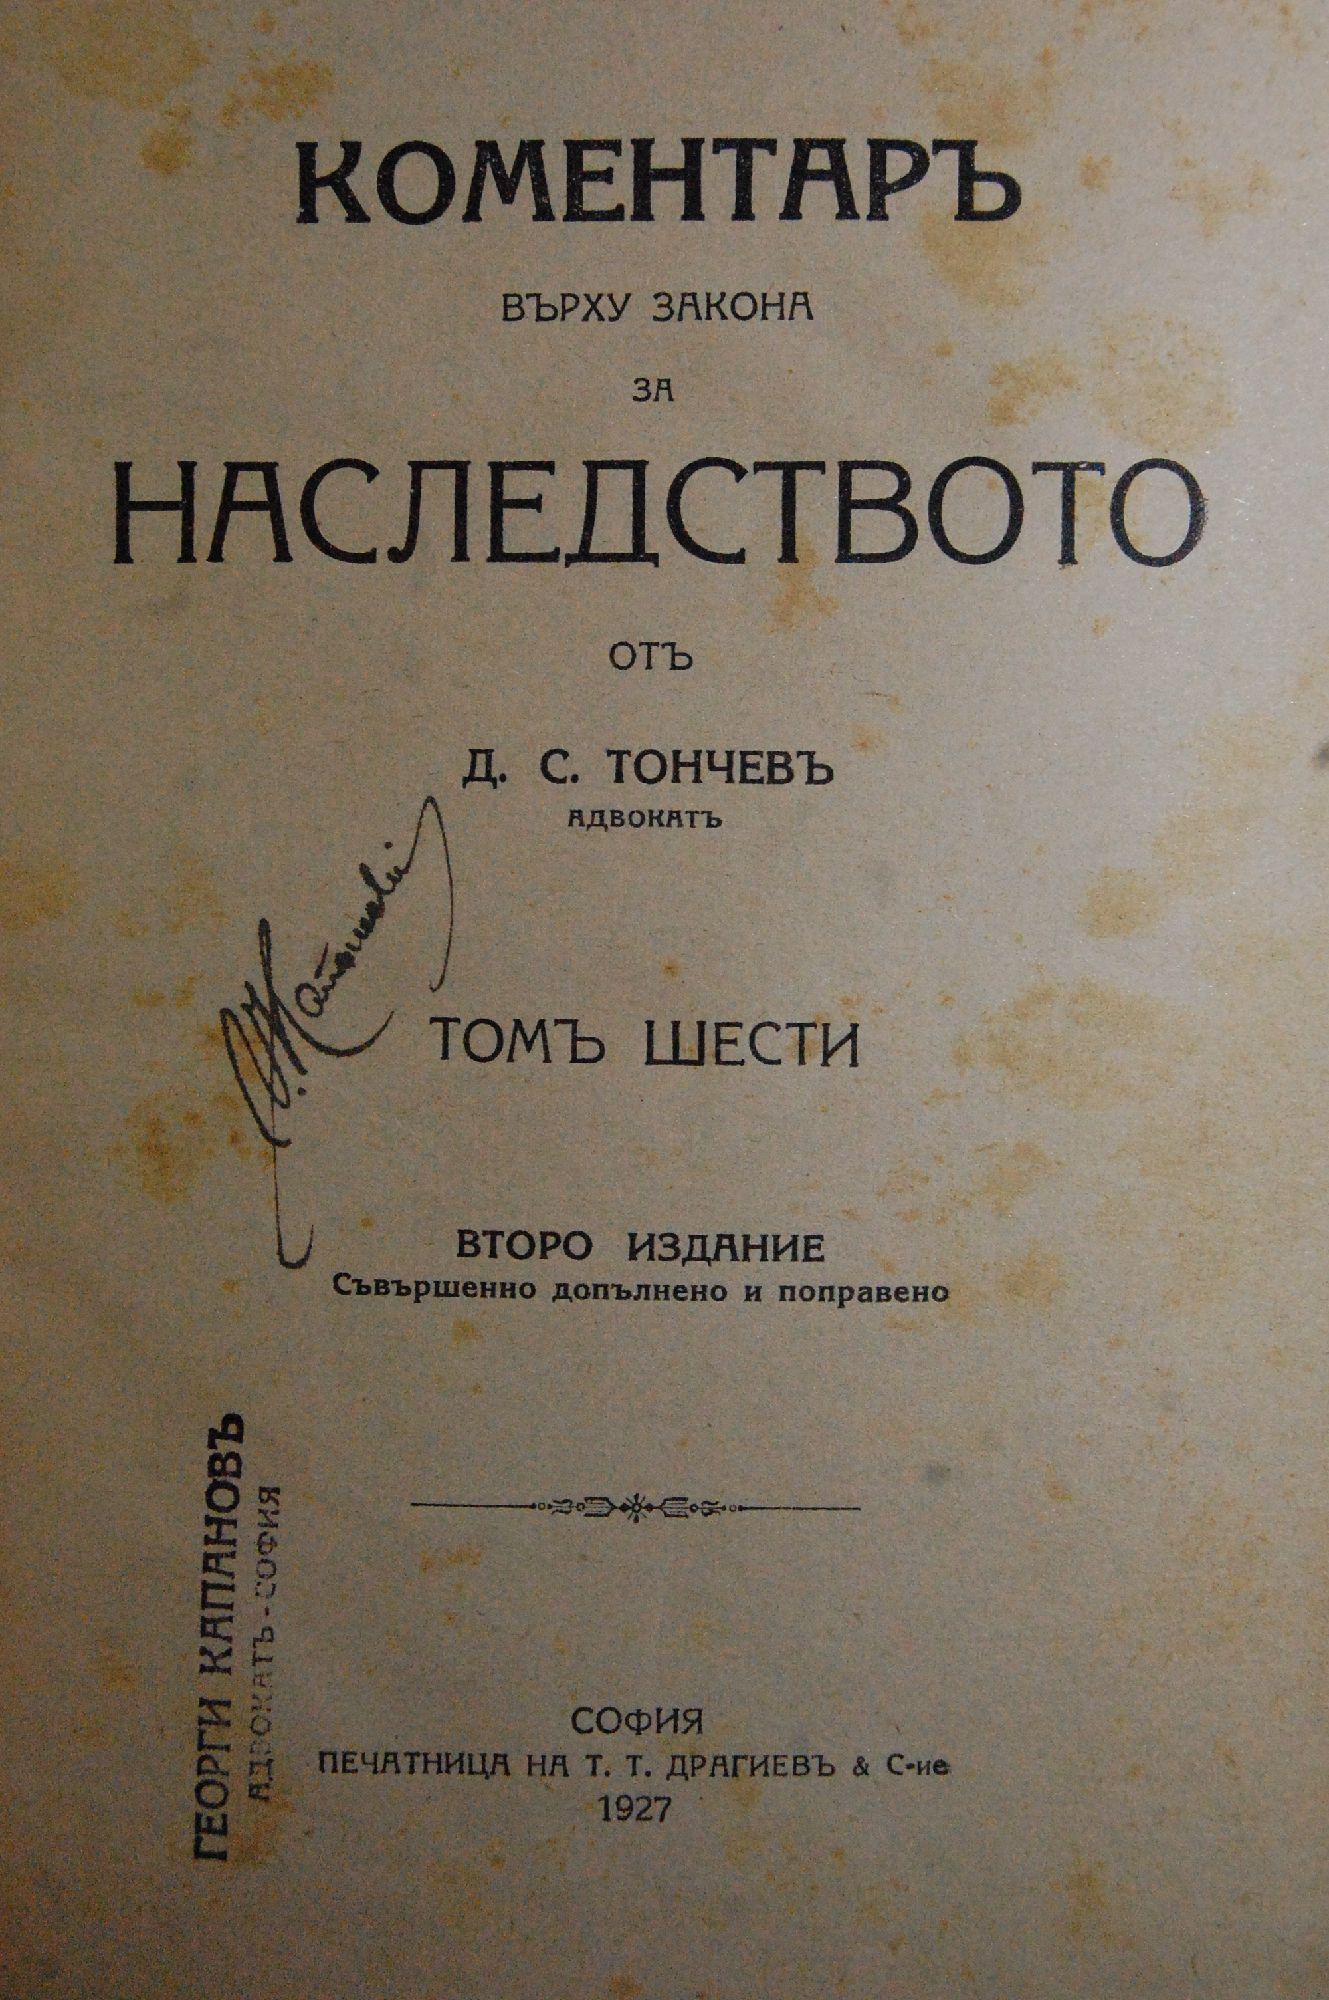 КОМЕНТАРЪ
ВЪРХУ ЗАКОНА
ЗА
НАСЛЕДСТВОТО
ОТЪ
Д. С. ТОНЧЕВЪ
АДВОКАТЪ
ТОМЪ ШЕСТИ
ВТОРО ИЗДАНИЕ
Съвършенно допълнено и поправено
ГЕОРГИ КАПАНОВЪ
АДВОКАТЪ - СОФИЯ
СОФИЯ
ПЕЧАТНИЦА НА Т. Т. ДРАГИЕВЪ & С-ие
1927